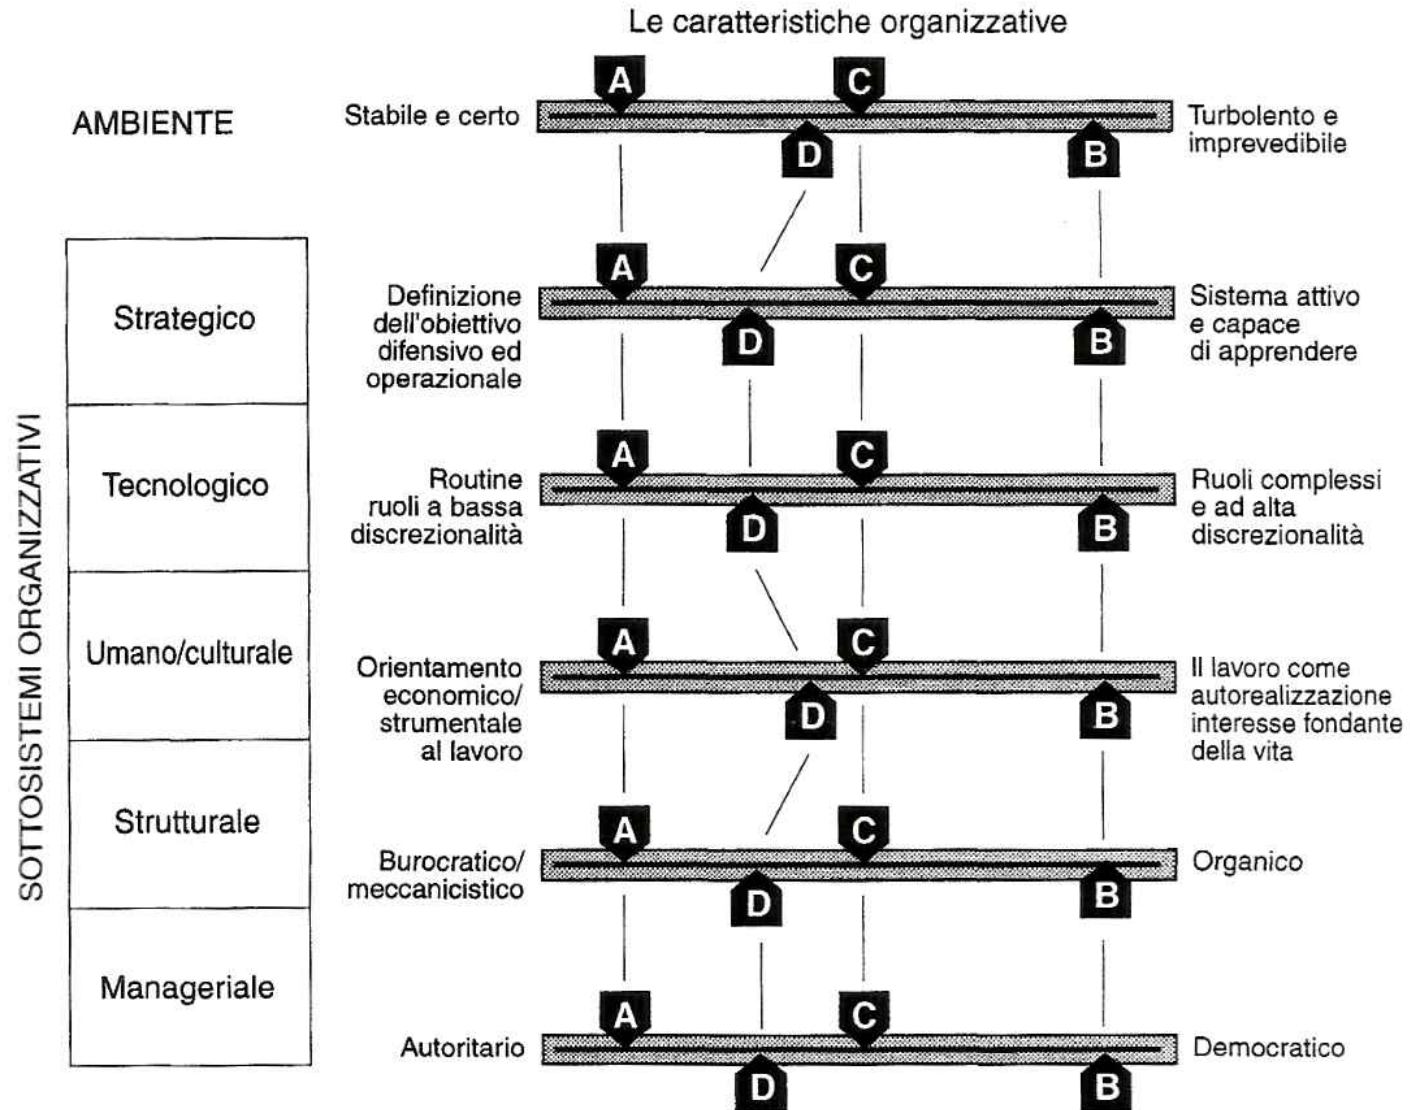 Le caratteristiche organizzative
A
C
AMBIENTE
Stabile e certo
Turbolento e
imprevedibile
D
B
SOTTOSISTEMI ORGANIZZATIVI
Strategico
A
C
Definizione
dell'obiettivo
difensivo ed
operazionale
Sistema attivo
e capace
di apprendere
D
B
Tecnologico
A
C
Routine
ruoli a bassa
discrezionalità
Ruoli complessi
e ad alta
discrezionalità
D
B
Umano/culturale
A
C
Orientamento
economico/
strumentale
al lavoro
Il lavoro come
autorealizzazione
interesse fondante
della vita
D
B
Strutturale
A
C
Burocratico/
meccanicistico
Organico
D
B
Manageriale
A
C
Autoritario
Democratico
D
B